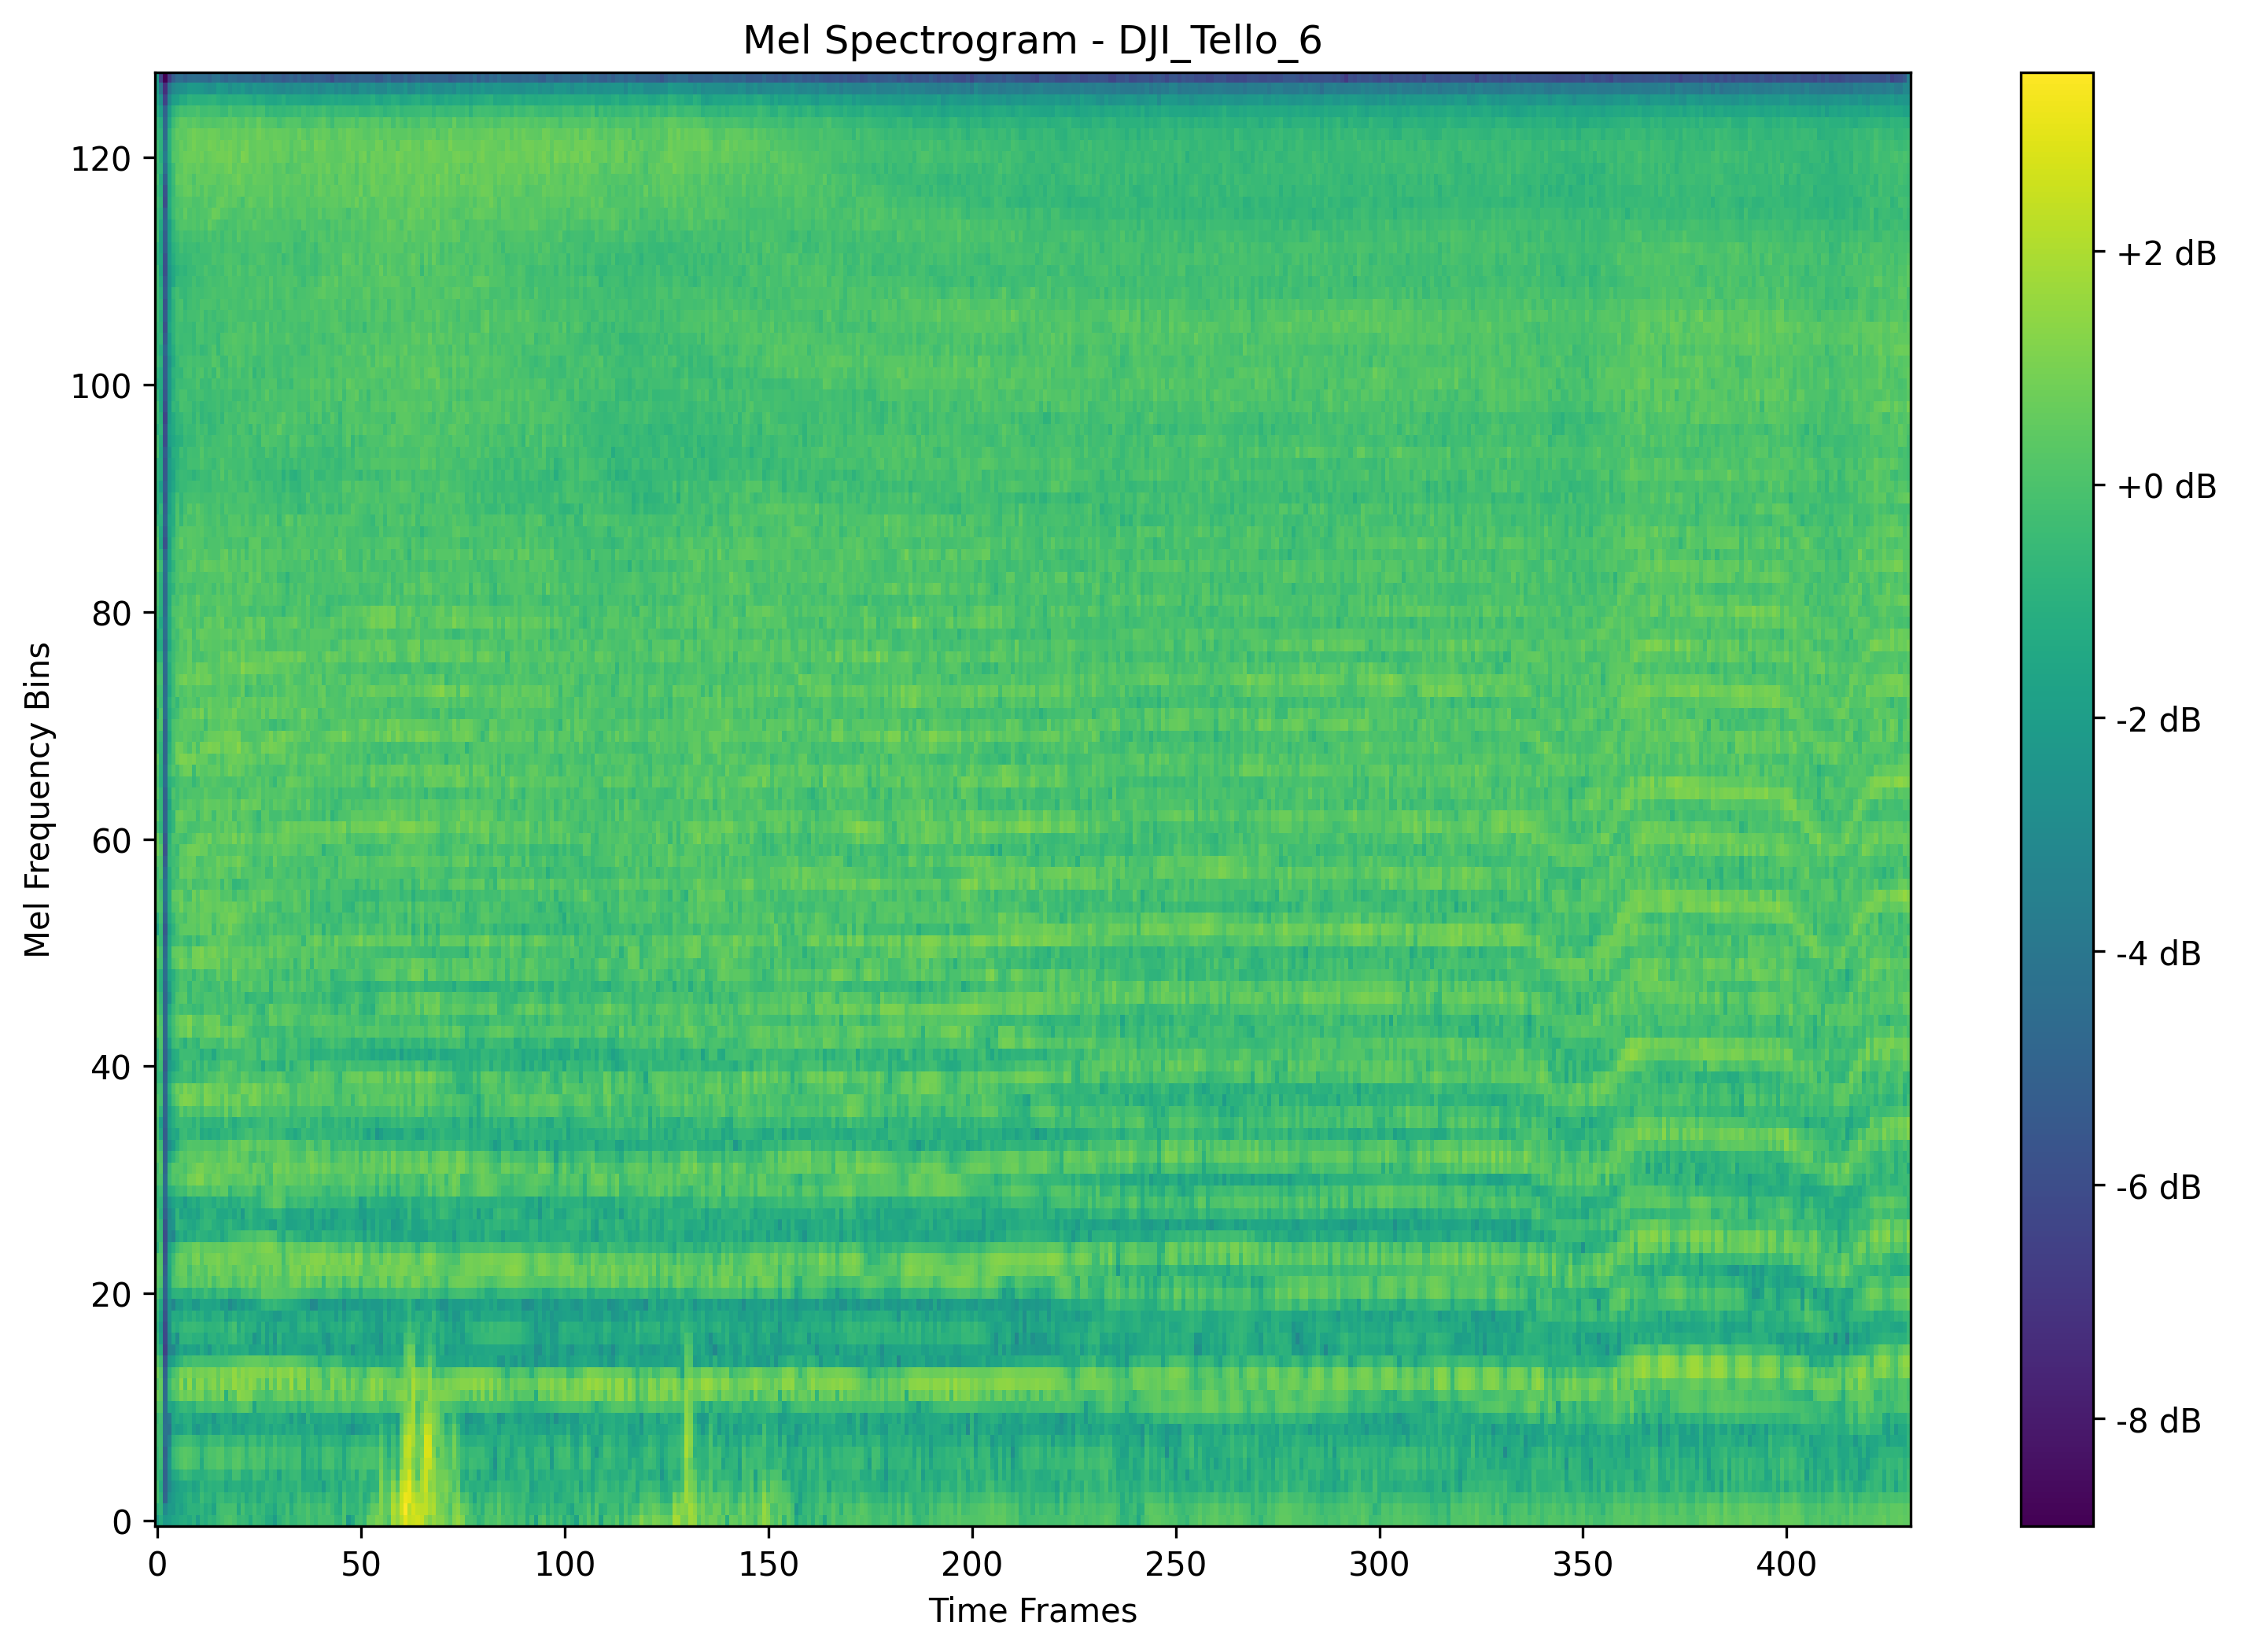 Mel Spectrogram - DJI_Tello_6
Mel Frequency Bins
120
100
80
60
40
20
0
0 50 100 150 200 250 300 350 400
Time Frames
+2 dB
+0 dB
-2 dB
-4 dB
-6 dB
-8 dB